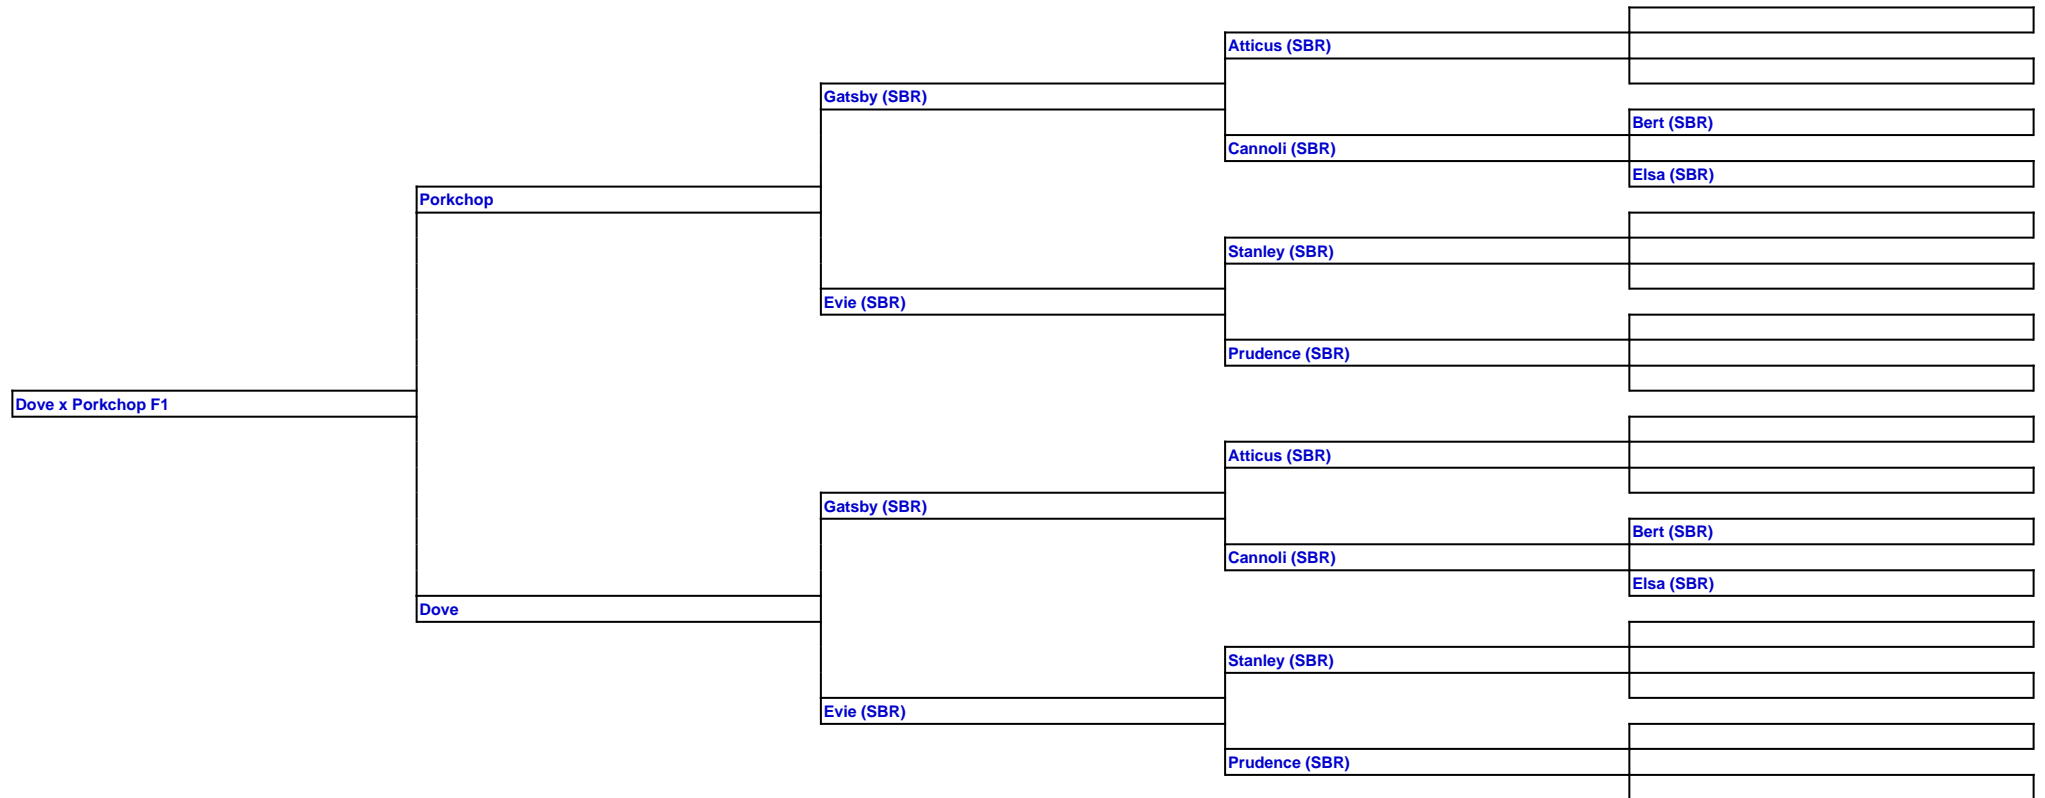 Atticus (SBR)
Gatsby (SBR)
Bert (SBR)
Cannoli (SBR)
Elsa (SBR)
Porkchop
Stanley (SBR)
Evie (SBR)
Prudence (SBR)
Dove x Porkchop F1
Atticus (SBR)
Gatsby (SBR)
Bert (SBR)
Cannoli (SBR)
Elsa (SBR)
Dove
Stanley (SBR)
Evie (SBR)
Prudence (SBR)